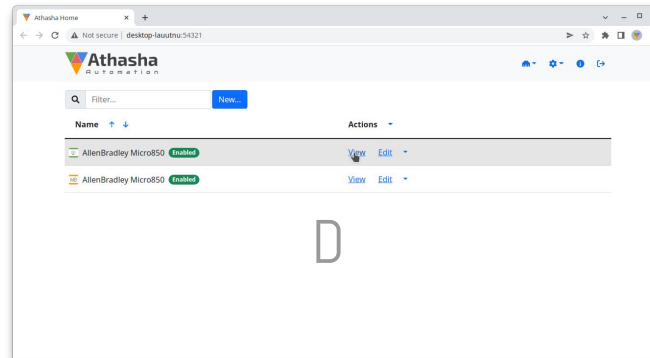 Athasha Home
Not secure | desktop-lauutnu:54321
Athasha
Automation
Filter... New...
Name Actions
AllenBradley Micro850 Enabled View Edit
MB AllenBradley Micro850 Enabled View Edit
D